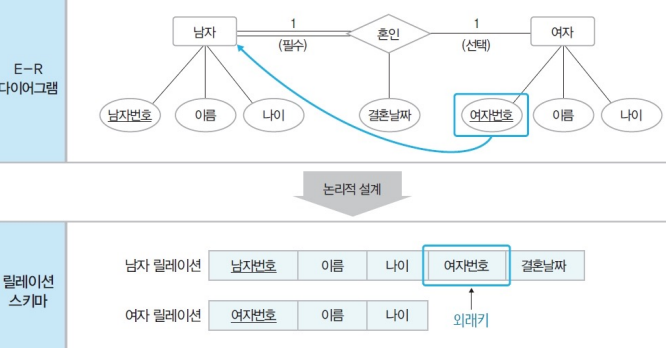 E-R
다이어그램
남자
1
(필수)
혼인
1
(선택)
여자
남자번호
이름
나이
결혼날짜
여자번호
이름
나이
논리적 설계
릴레이션
스키마
남자 릴레이션 남자번호 이름 나이 여자번호 결혼날짜
여자 릴레이션 여자번호 이름 나이
외래키